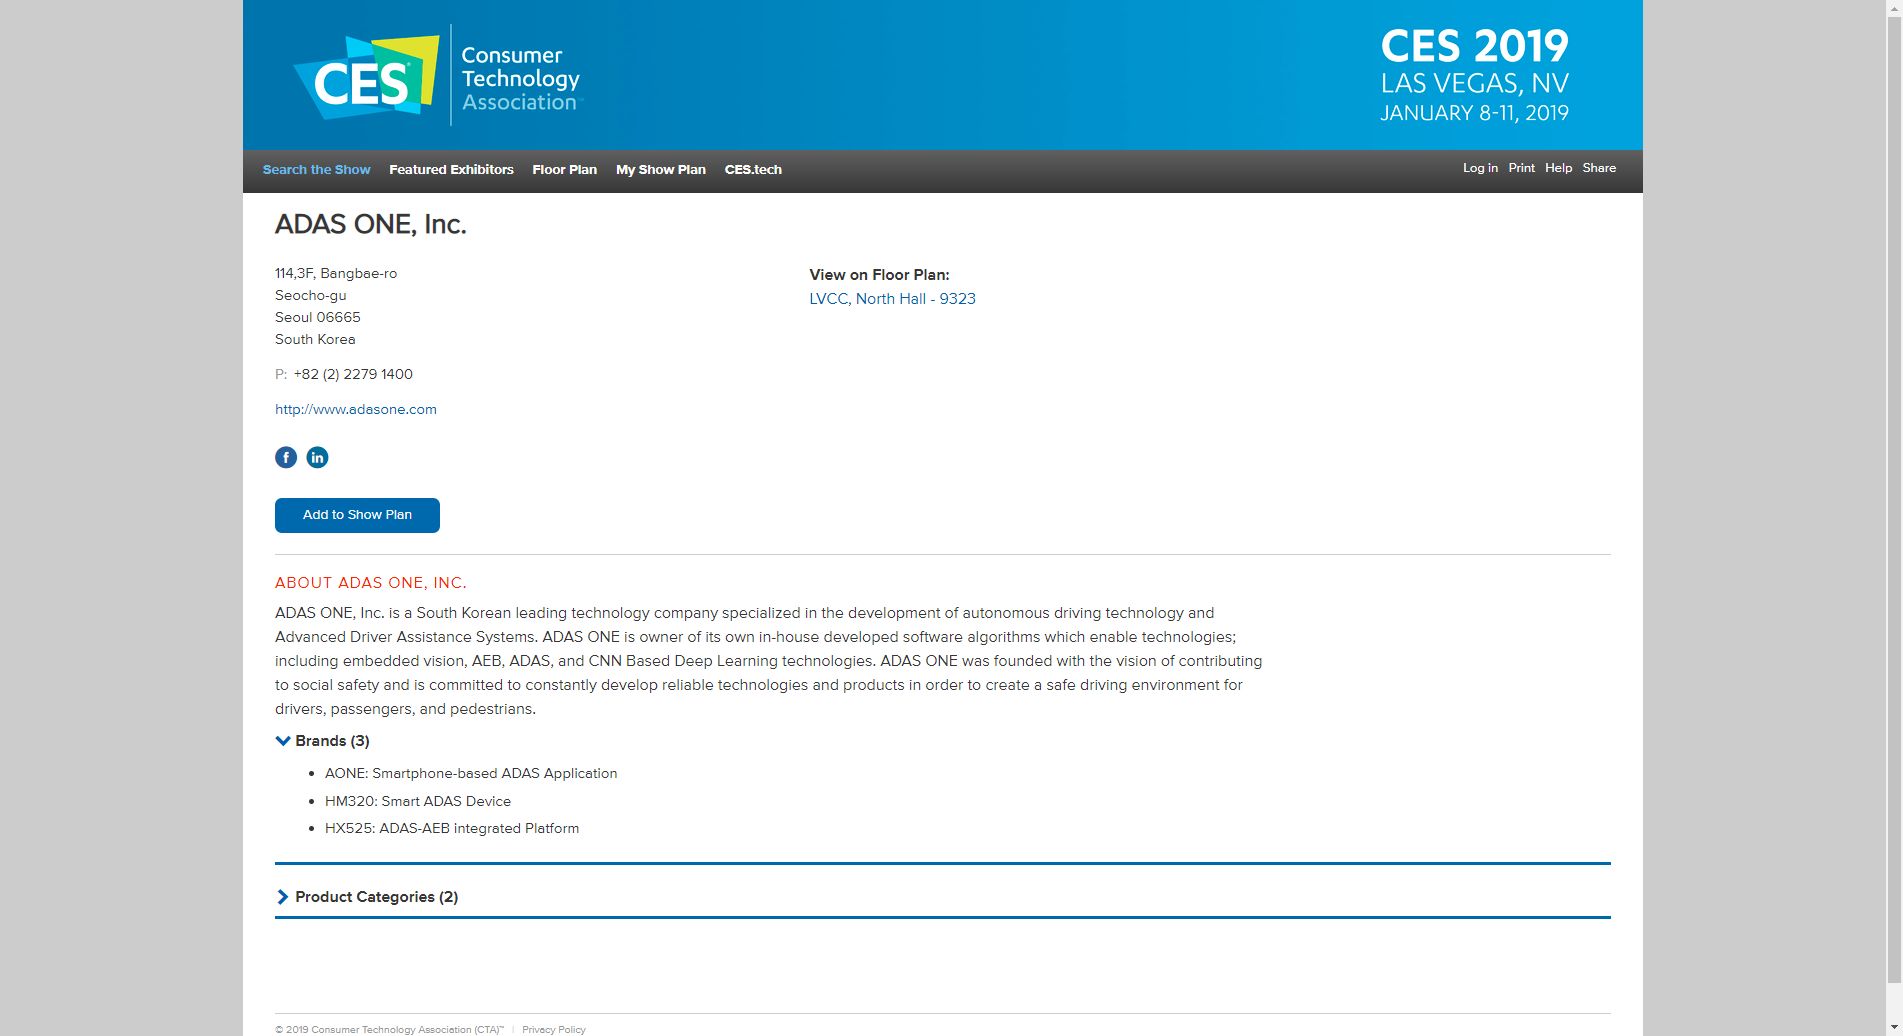 CES®
Consumer
Technology
Association™
CES 2019
LAS VEGAS, NV
JANUARY 8-11, 2019
Search the Show Featured Exhibitors Floor Plan My Show Plan CES.tech
Log in Print Help Share
ADAS ONE, Inc.
114,3F, Bangbae-ro
Seocho-gu
Seoul 06665
South Korea
P: +82 (2) 2279 1400
http://www.adasone.com
View on Floor Plan:
LVCC, North Hall - 9323
f in
Add to Show Plan
ABOUT ADAS ONE, INC.
ADAS ONE, Inc. is a South Korean leading technology company specialized in the development of autonomous driving technology and
Advanced Driver Assistance Systems. ADAS ONE is owner of its own in-house developed software algorithms which enable technologies;
including embedded vision, AEB, ADAS, and CNN Based Deep Learning technologies. ADAS ONE was founded with the vision of contributing
to social safety and is committed to constantly develop reliable technologies and products in order to create a safe driving environment for
drivers, passengers, and pedestrians.
Brands (3)
• AONE: Smartphone-based ADAS Application
• HM320: Smart ADAS Device
• HX525: ADAS-AEB integrated Platform
Product Categories (2)
© 2019 Consumer Technology Association (CTA)™ | Privacy Policy